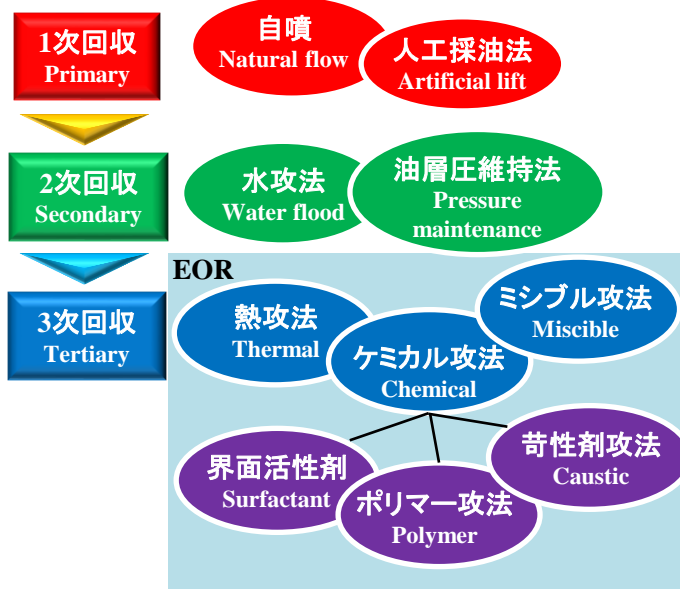 1次回収
Primary
自噴
Natural flow
人工採油法
Artificial lift
2次回収
Secondary
水攻法
Water flood
油層圧維持法
Pressure
maintenance
EOR
3次回収
Tertiary
熱攻法
Thermal
ケミカル攻法
Chemical
ミシブル攻法
Miscible
界面活性剤
Surfactant
ポリマー攻法
Polymer
苛性剤攻法
Caustic